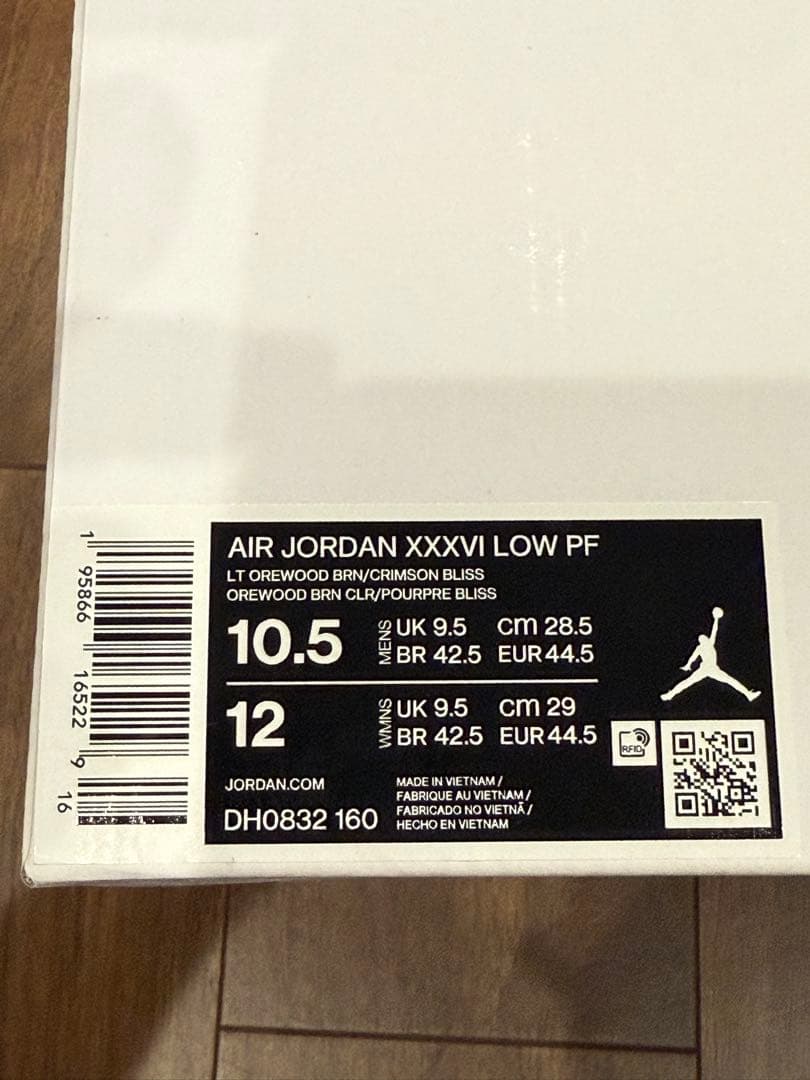 AIR JORDAN XXXVI LOW PF
LT OREWOOD BRN/CRIMSON BLISS
OREWOOD BRN CLR/POURPRE BLISS
10.5 MENS UK 9.5 CM 28.5
BR 42.5 EUR 44.5
12 WMNS UK 9.5 CM 29
BR 42.5 EUR 44.5
RFID
JORDAN.COM
DH0832 160
MADE IN VIETNAM /
FABRIQUE AU VIETNAM /
FABRICADO NO VIETNÃ /
HECHO EN VIETNAM
1 95866 16522 9 16